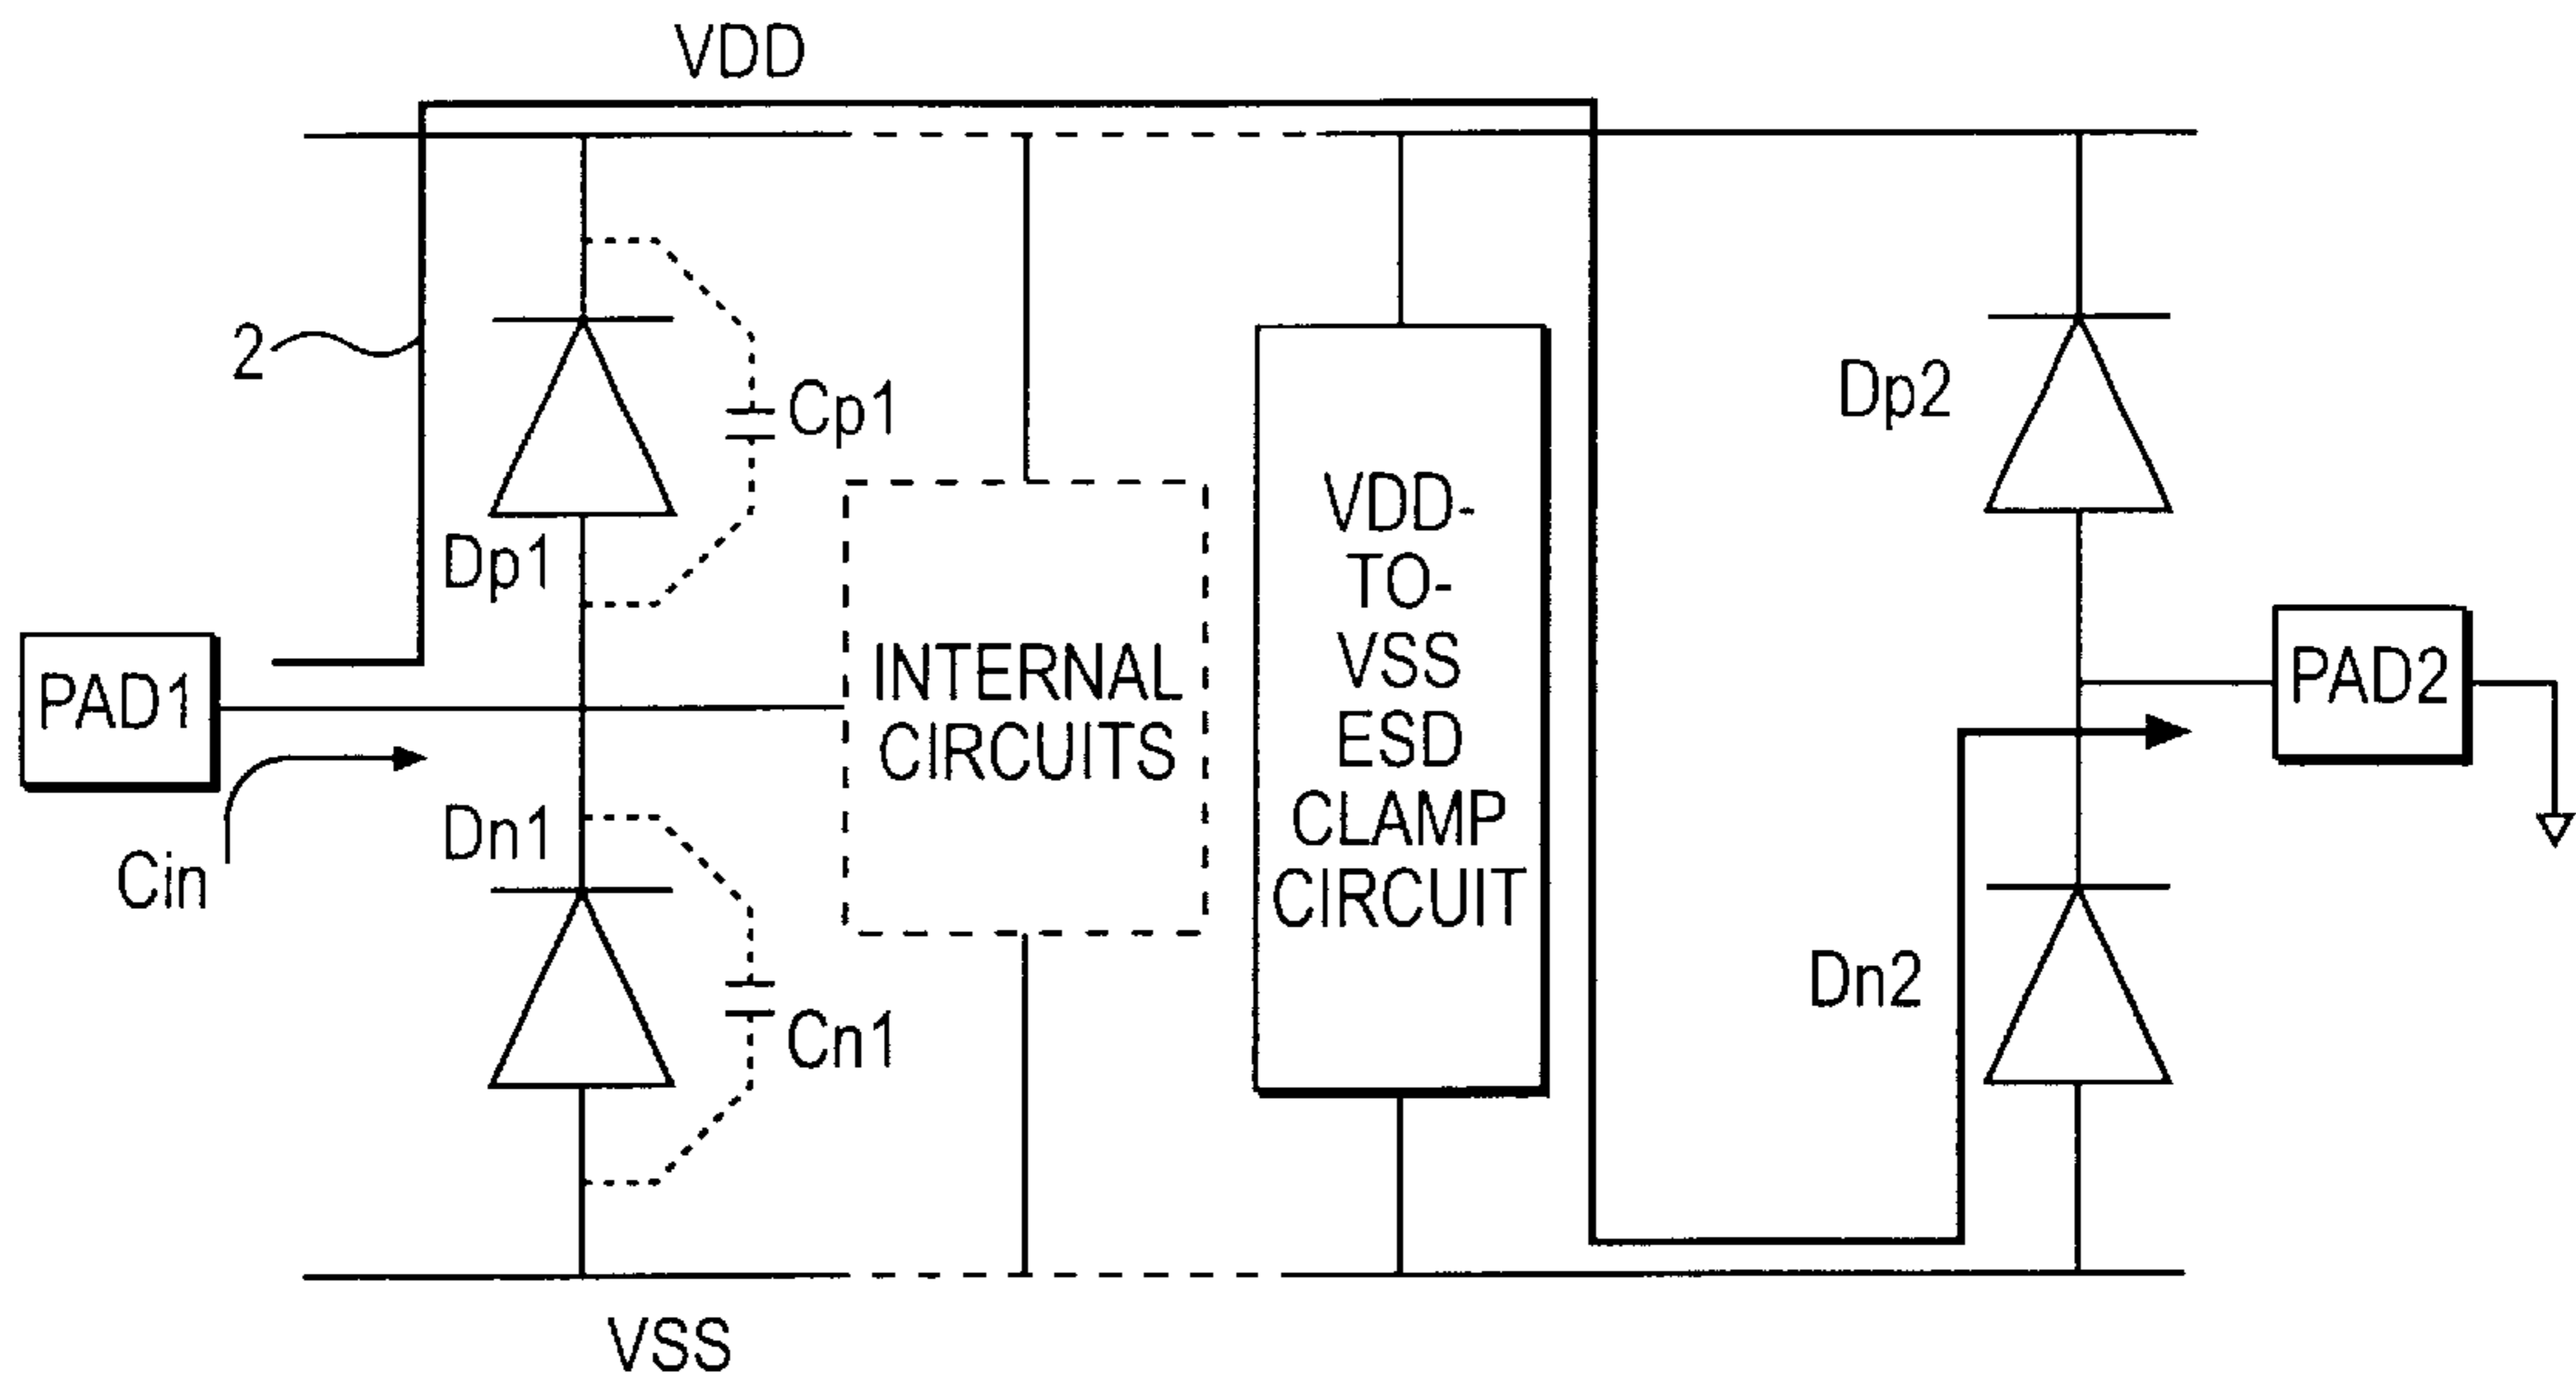 VDD
2
Cp1
Dp2
Dp1
PAD1
INTERNAL
CIRCUITS
VDD-
TO-
VSS
ESD
CLAMP
CIRCUIT
PAD2
Cin
Dn1
Cn1
Dn2
VSS